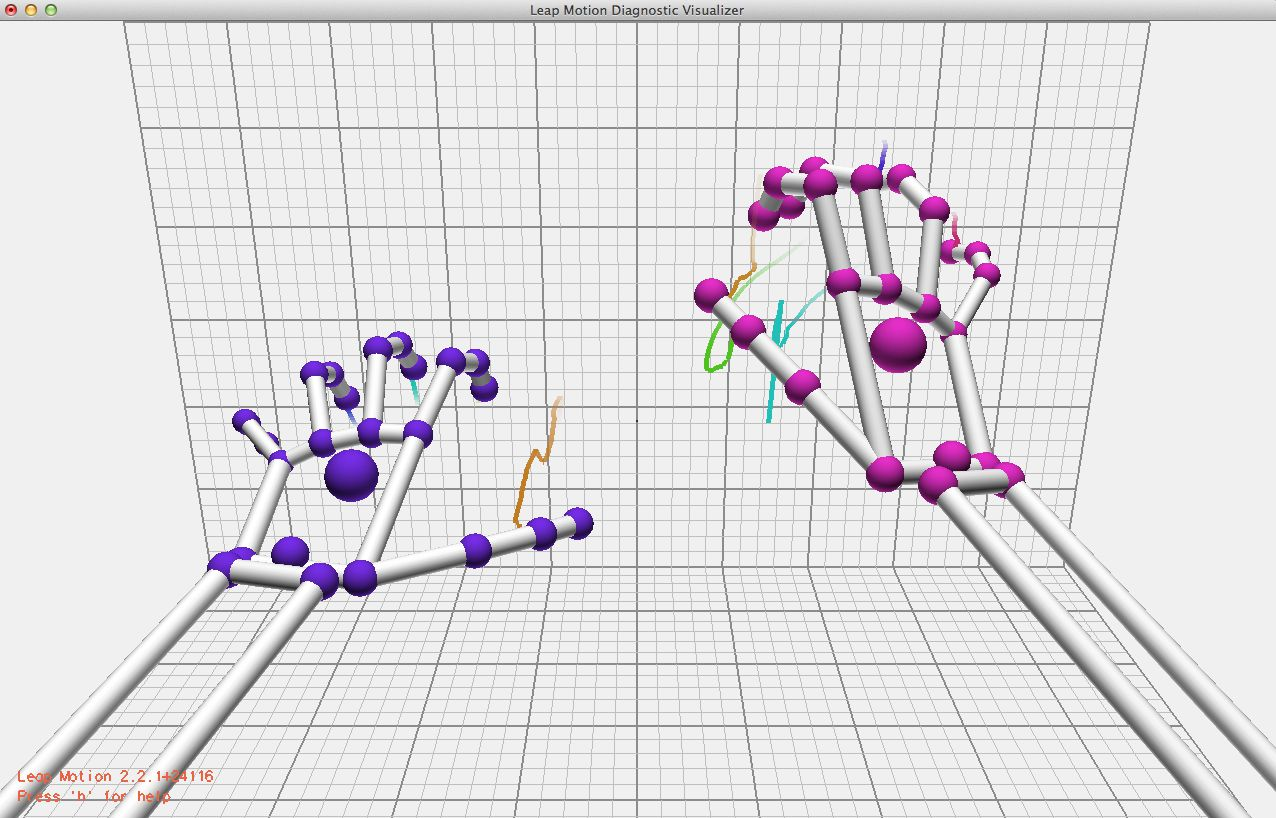 Leap Motion Diagnostic Visualizer
Leap Motion 2.2.1+24116
Press 'h' for help